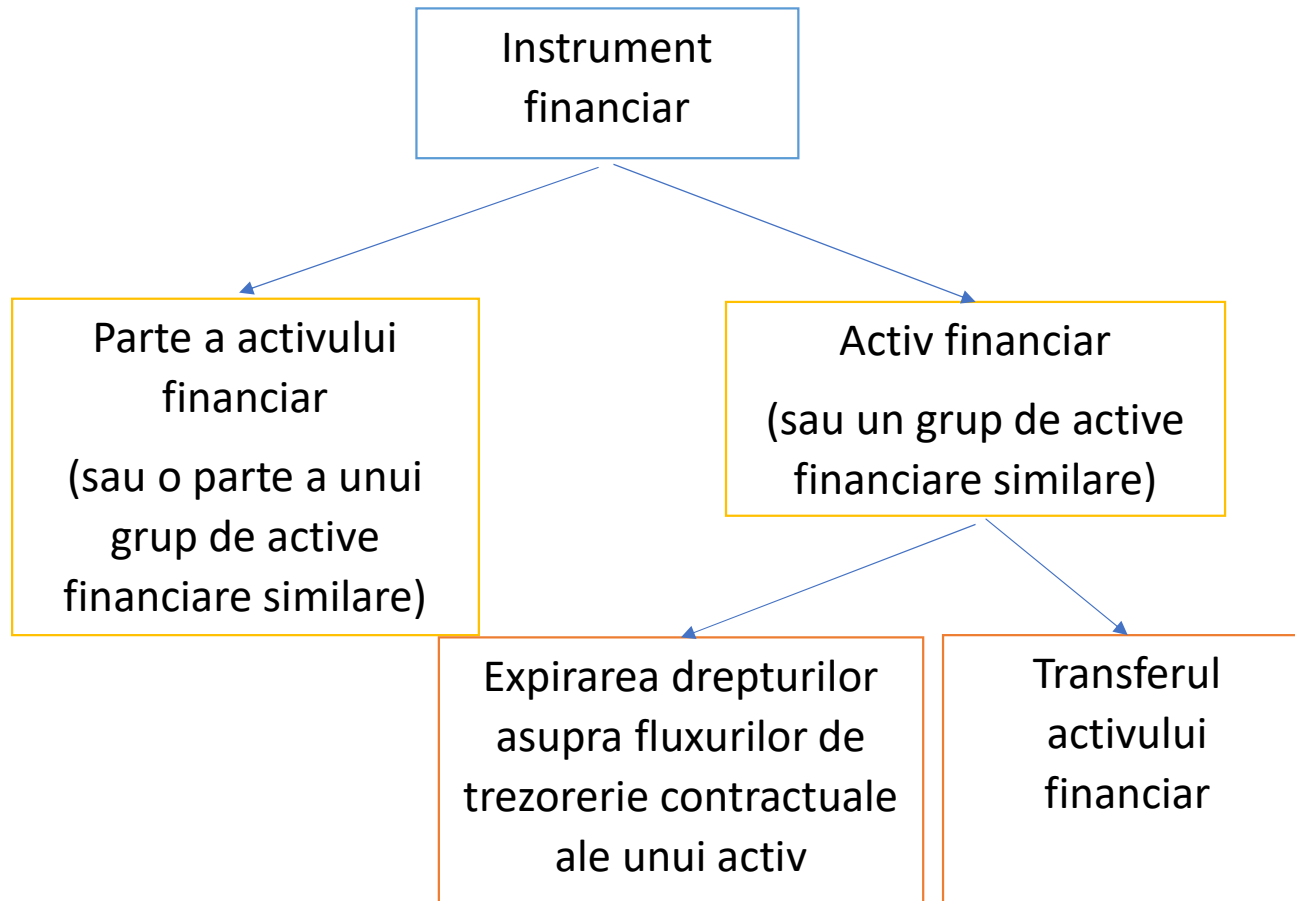 Instrument
financiar
Parte a activului
financiar
(sau o parte a unui
grup de active
financiare similare)
Activ financiar
(sau un grup de active
financiare similare)
Expirarea drepturilor
asupra fluxurilor de
trezorerie contractuale
ale unui activ
Transferul
activului
financiar